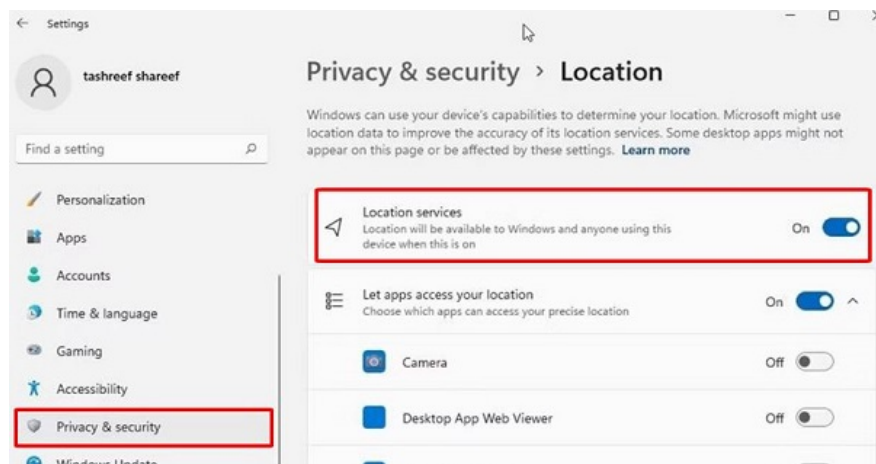 Settings
tashreef shareef
Find a setting
Personalization
Apps
Accounts
Time & language
Gaming
Accessibility
Privacy & security
Windows Update
Privacy & security > Location
Windows can use your device's capabilities to determine your location. Microsoft might use
location data to improve the accuracy of its location services. Some desktop apps might not
appear on this page or be affected by these settings. Learn more
Location services
Location will be available to Windows and anyone using this
device when this is on
On
Let apps access your location
Choose which apps can access your precise location
On
Camera
Off
Desktop App Web Viewer
Off